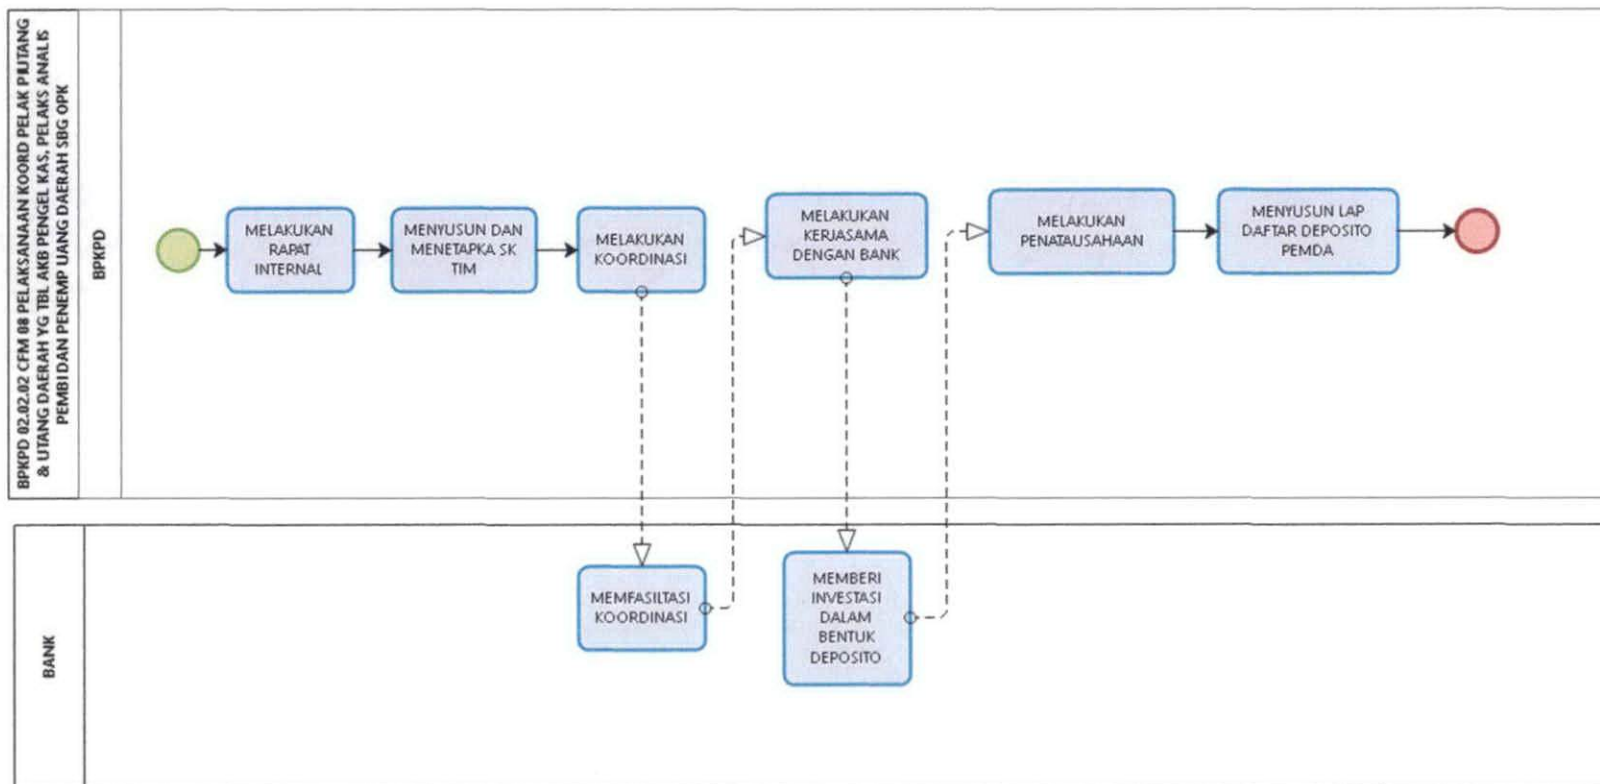 BPKPD 02.02.02 CFM 08 PELAKSANAAN KOORD PELAK PIUTANG
& UTANG DAERAH YG TBL AKB PENGEL KAS, PELAKS ANALIS
PEMBI DAN PENEMP UANG DAERAH SBG OPK
BPKPD
MELAKUKAN
RAPAT
INTERNAL
MENYUSUN DAN
MENETAPKA SK
TIM
MELAKUKAN
KOORDINASI
MELAKUKAN
KERJASAMA
DENGAN BANK
MELAKUKAN
PENATAUSAHAAN
MENYUSUN LAP
DAFTAR DEPOSITO
PEMDA
BANK
MEMFASILTASI
KOORDINASI
MEMBERI
INVESTASI
DALAM
BENTUK
DEPOSITO